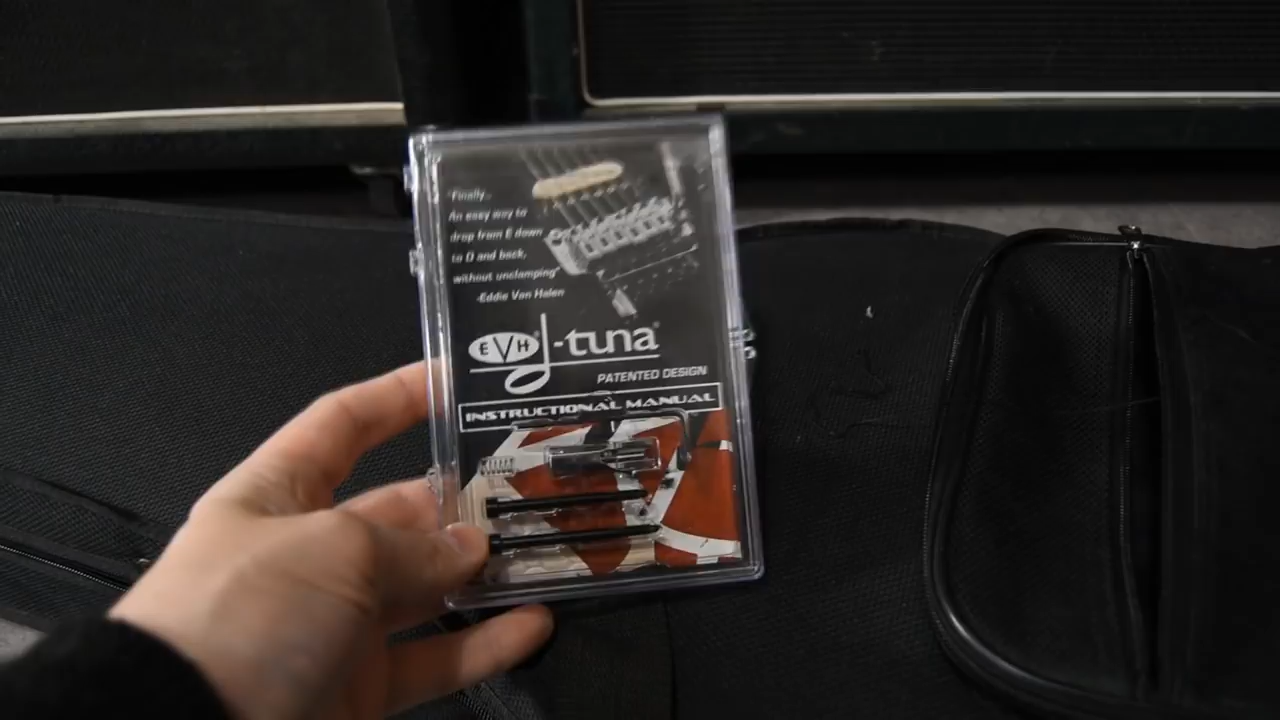 "Finally...
An easy way to
drop from E down
to D and back,
without unclamping"
-Eddie Van Halen
EVH® d-tuna®
PATENTED DESIGN
INSTRUCTIONAL MANUAL